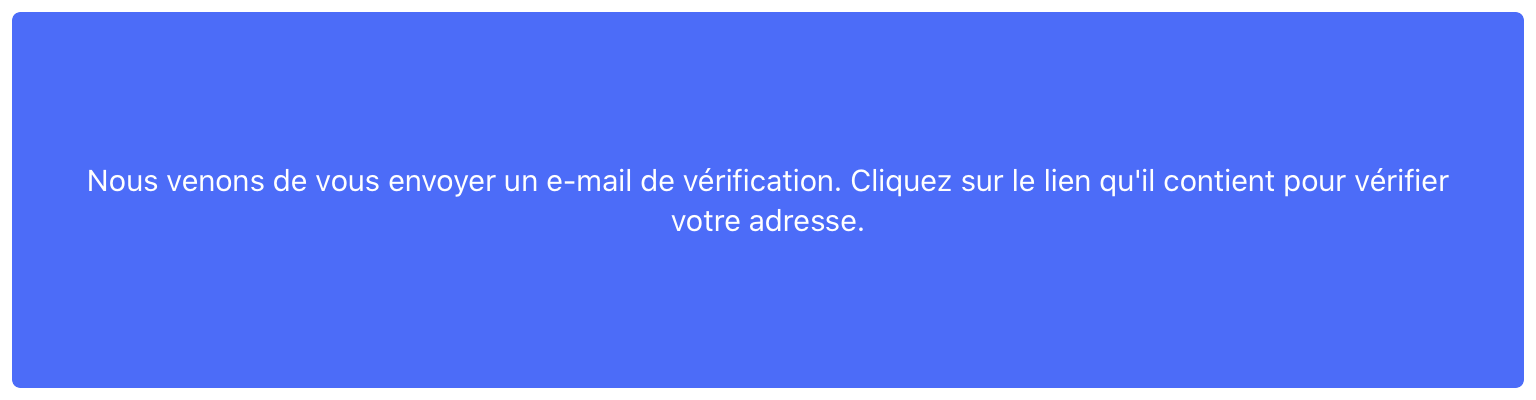 Nous venons de vous envoyer un e-mail de vérification. Cliquez sur le lien qu'il contient pour vérifier
votre adresse.